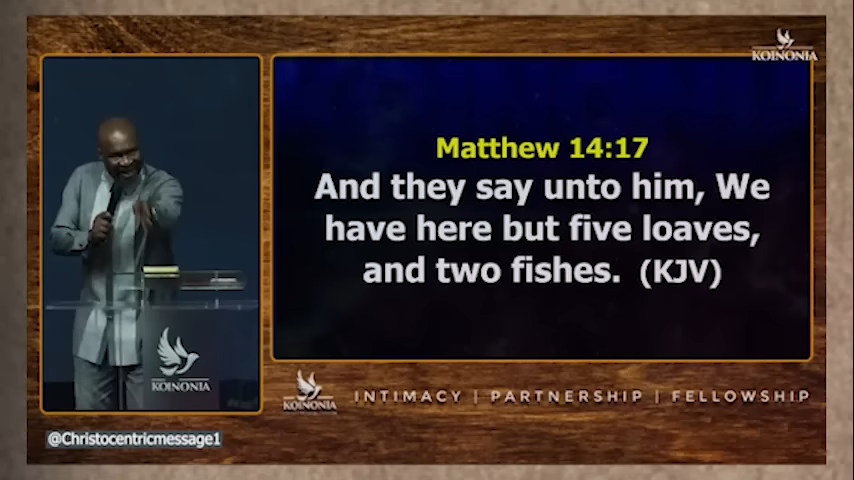 KOINONIA
Matthew 14:17
And they say unto him, We
have here but five loaves,
and two fishes. (KJV)
KOINONIA
KOINONIA
INTIMACY | PARTNERSHIP | FELLOWSHIP
@Christocentricmessage1